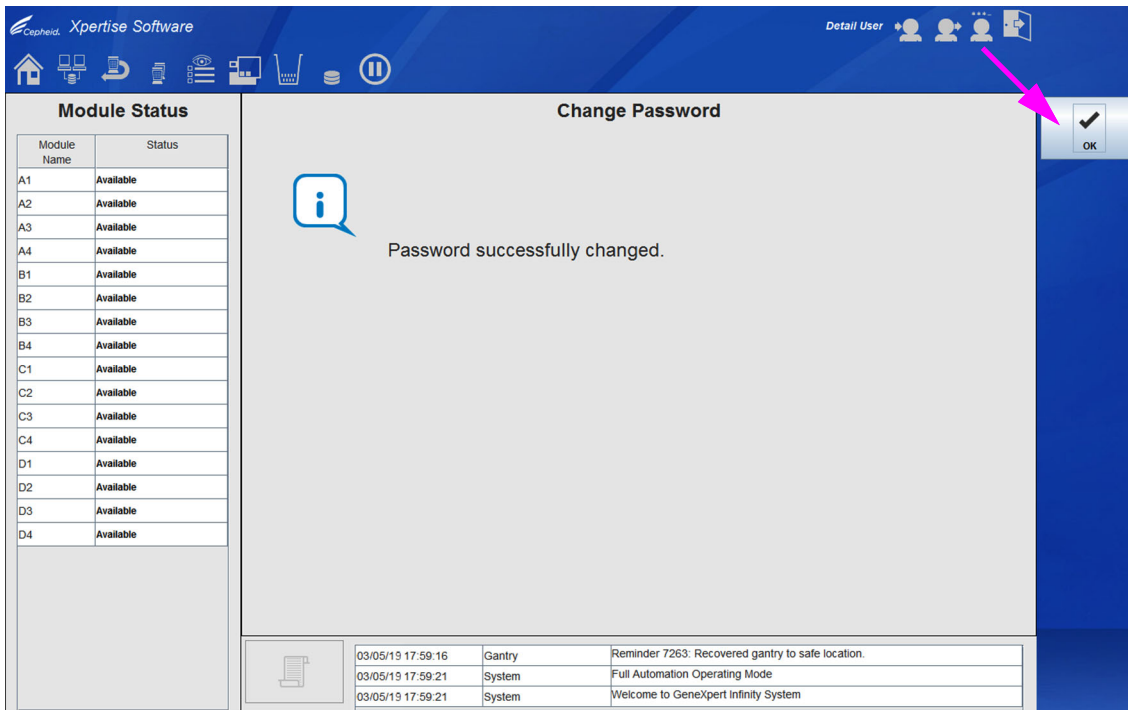 Cepheid. Xpertise Software
Detail User
Module Status
Change Password
OK
Module Name Status
A1 Available
A2 Available
A3 Available
A4 Available
B1 Available
B2 Available
B3 Available
B4 Available
C1 Available
C2 Available
C3 Available
C4 Available
D1 Available
D2 Available
D3 Available
D4 Available
Password successfully changed.
03/05/19 17:59:16 Gantry Reminder 7263: Recovered gantry to safe location.
03/05/19 17:59:21 System Full Automation Operating Mode
03/05/19 17:59:21 System Welcome to GeneXpert Infinity System